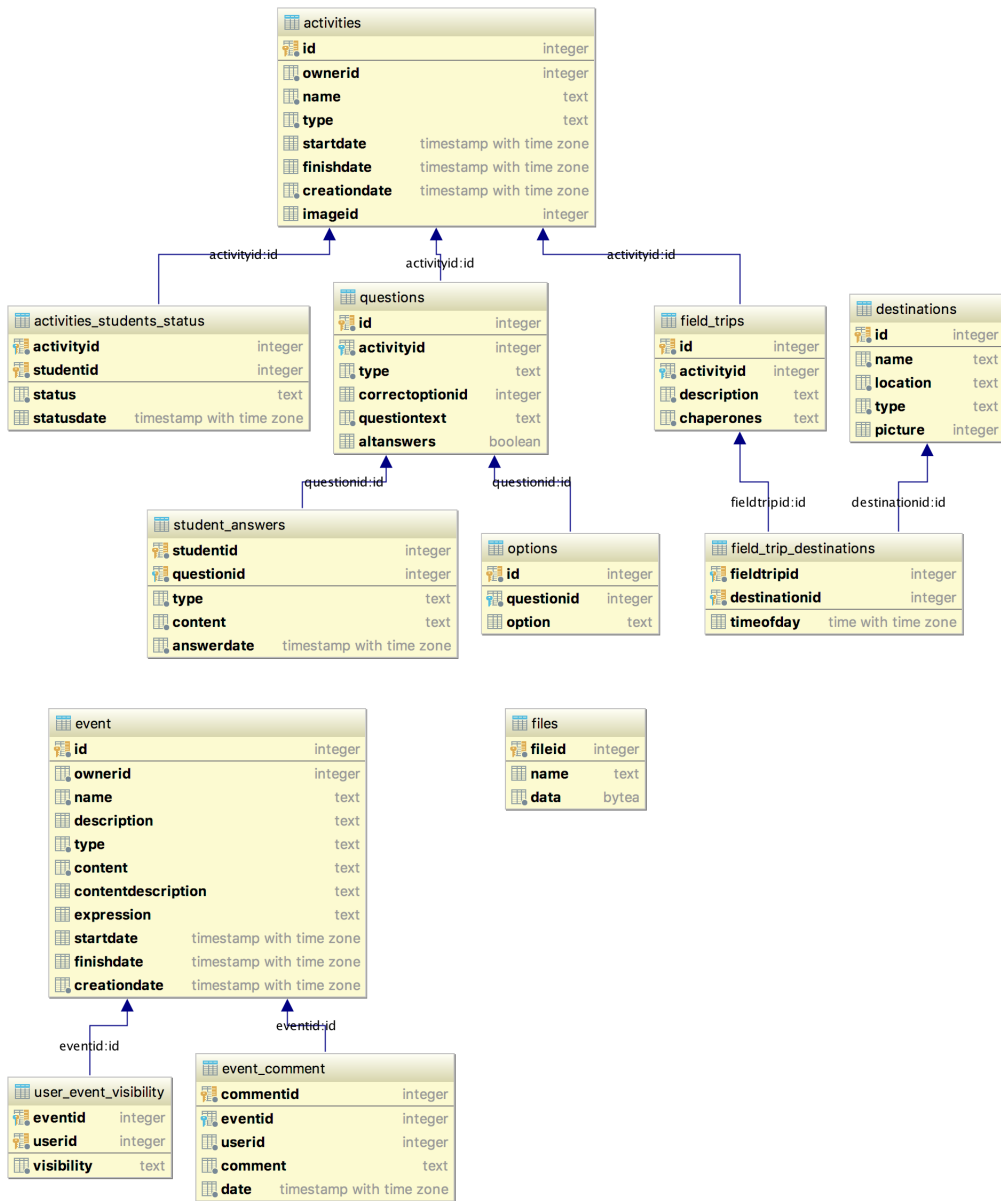 activities
id integer
ownerid integer
name text
type text
startdate timestamp with time zone
finishdate timestamp with time zone
creationdate timestamp with time zone
imageid integer
activityid:id
activityid:id
activityid:id
activities_students_status
activityid integer
studentid integer
status text
statusdate timestamp with time zone
questions
id integer
activityid integer
type text
correctoptionid integer
questiontext text
altanswers boolean
field_trips
id integer
activityid integer
description text
chaperones text
destinations
id integer
name text
location text
type text
picture integer
questionid:id
questionid:id
fieldtripid:id
destinationid:id
student_answers
studentid integer
questionid integer
type text
content text
answerdate timestamp with time zone
options
id integer
questionid integer
option text
field_trip_destinations
fieldtripid integer
destinationid integer
timeofday time with time zone
event
id integer
ownerid integer
name text
description text
type text
content text
contentdescription text
expression text
startdate timestamp with time zone
finishdate timestamp with time zone
creationdate timestamp with time zone
files
fileid integer
name text
data bytea
eventid:id
eventid:id
user_event_visibility
eventid integer
userid integer
visibility text
event_comment
commentid integer
eventid integer
userid integer
comment text
date timestamp with time zone